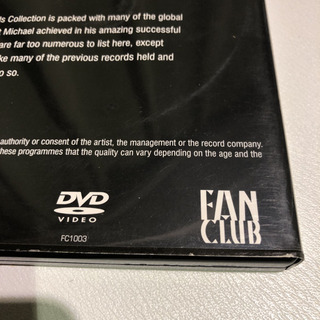 ds Collection is packed with many of the global
t Michael achieved in his amazing successful
are far too numerous to list here, except
ke many of the previous records held and
o so.
authority or consent of the artist, the management or the record company.
these programmes that the quality can vary depending on the age and the
DVD
VIDEO
FC1003
FAN
CLUB